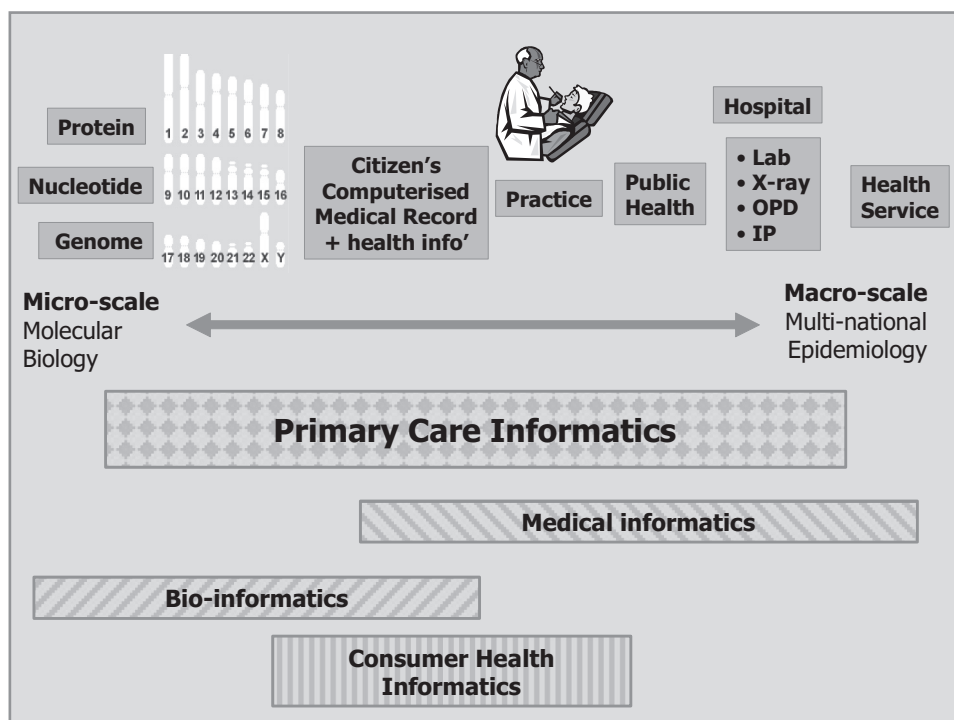 Protein
1 2 3 4 5 6 7 8
Nucleotide
9 10 11 12 13 14 15 16
Genome
17 18 19 20 21 22 X Y
Citizen's
Computerised
Medical Record
+ health info’
Practice
Public
Health
Hospital
• Lab
• X-ray
• OPD
• IP
Health
Service
Micro-scale
Molecular
Biology
Macro-scale
Multi-national
Epidemiology
Primary Care Informatics
Medical informatics
Bio-informatics
Consumer Health
Informatics